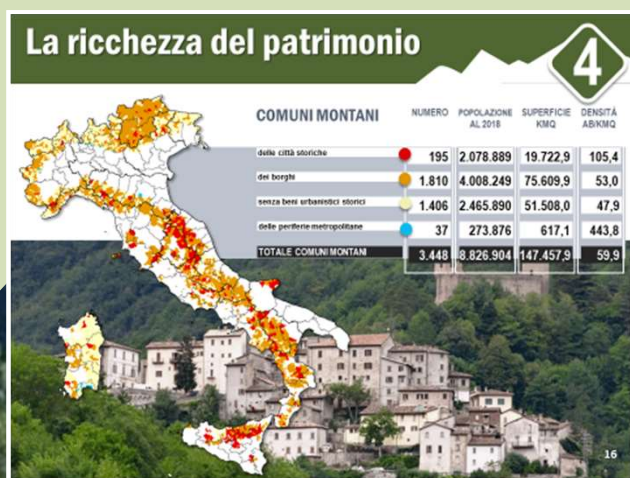 La ricchezza del patrimonio
4
COMUNI MONTANI NUMERO POPOLAZIONE AL 2018 SUPERFICIE KMQ DENSITÁ AB/KMQ
delle città storiche 195 2.078.889 19.722,9 105,4
dei borghi 1.810 4.008.249 75.609,9 53,0
senza beni urbanistici storici 1.406 2.465.890 51.508,0 47,9
delle periferie metropolitane 37 273.876 617,1 443,8
TOTALE COMUNI MONTANI 3.448 8.826.904 147.457,9 59,9
16